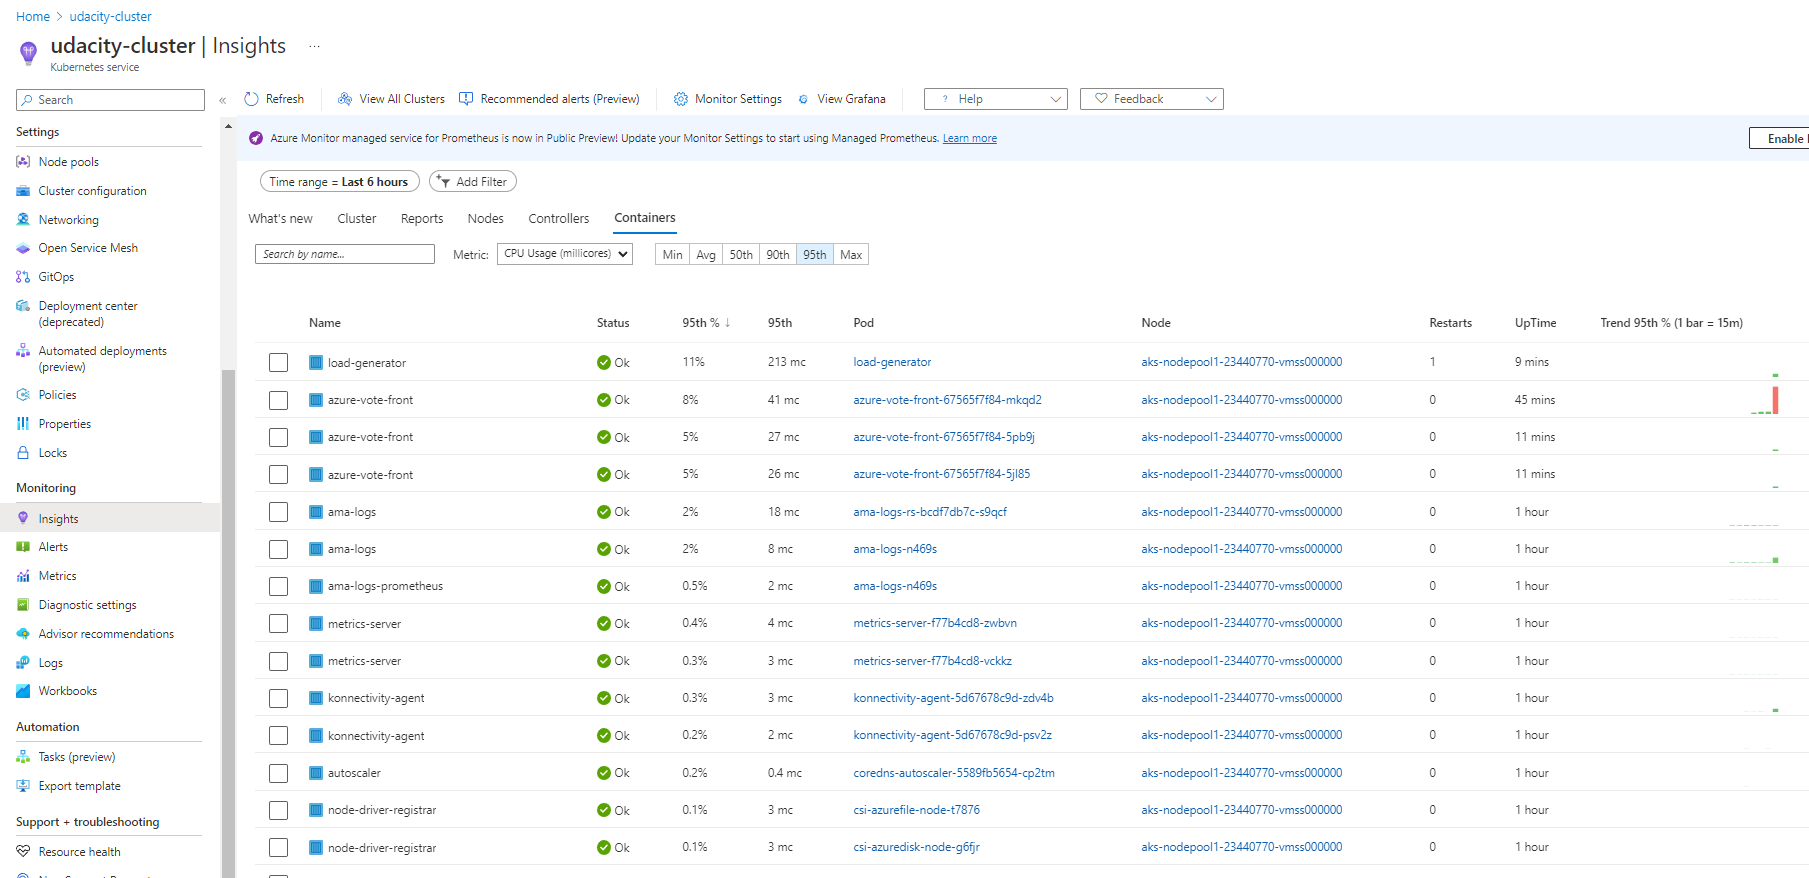 Home > udacity-cluster
udacity-cluster | Insights ...
Kubernetes service
Search
«
Refresh
View All Clusters
Recommended alerts (Preview)
Monitor Settings
View Grafana
? Help
Feedback
Settings
Node pools
Cluster configuration
Networking
Open Service Mesh
GitOps
Deployment center
(deprecated)
Automated deployments
(preview)
Policies
Properties
Locks
Monitoring
Insights
Alerts
Metrics
Diagnostic settings
Advisor recommendations
Logs
Workbooks
Automation
Tasks (preview)
Export template
Support + troubleshooting
Resource health
Azure Monitor managed service for Prometheus is now in Public Preview! Update your Monitor Settings to start using Managed Prometheus. Learn more
Enable
Time range = Last 6 hours
Add Filter
What's new Cluster Reports Nodes Controllers Containers
Search by name...
Metric: CPU Usage (millicores)
Min Avg 50th 90th 95th Max
Name Status 95th % ↓ 95th Pod Node Restarts UpTime Trend 95th % (1 bar = 15m)
load-generator Ok 11% 213 mc load-generator aks-nodepool1-23440770-vmss000000 1 9 mins
azure-vote-front Ok 8% 41 mc azure-vote-front-67565f7f84-mkqd2 aks-nodepool1-23440770-vmss000000 0 45 mins
azure-vote-front Ok 5% 27 mc azure-vote-front-67565f7f84-5pb9j aks-nodepool1-23440770-vmss000000 0 11 mins
azure-vote-front Ok 5% 26 mc azure-vote-front-67565f7f84-5jl85 aks-nodepool1-23440770-vmss000000 0 11 mins
ama-logs Ok 2% 18 mc ama-logs-rs-bcdf7db7c-s9qcf aks-nodepool1-23440770-vmss000000 0 1 hour
ama-logs Ok 2% 8 mc ama-logs-n469s aks-nodepool1-23440770-vmss000000 0 1 hour
ama-logs-prometheus Ok 0.5% 2 mc ama-logs-n469s aks-nodepool1-23440770-vmss000000 0 1 hour
metrics-server Ok 0.4% 4 mc metrics-server-f77b4cd8-zwbvn aks-nodepool1-23440770-vmss000000 0 1 hour
metrics-server Ok 0.3% 3 mc metrics-server-f77b4cd8-vckkz aks-nodepool1-23440770-vmss000000 0 1 hour
konnectivity-agent Ok 0.3% 3 mc konnectivity-agent-5d67678c9d-zdv4b aks-nodepool1-23440770-vmss000000 0 1 hour
konnectivity-agent Ok 0.2% 2 mc konnectivity-agent-5d67678c9d-psv2z aks-nodepool1-23440770-vmss000000 0 1 hour
autoscaler Ok 0.2% 0.4 mc coredns-autoscaler-5589fb5654-cp2tm aks-nodepool1-23440770-vmss000000 0 1 hour
node-driver-registrar Ok 0.1% 3 mc csi-azurefile-node-t7876 aks-nodepool1-23440770-vmss000000 0 1 hour
node-driver-registrar Ok 0.1% 3 mc csi-azuredisk-node-g6fjr aks-nodepool1-23440770-vmss000000 0 1 hour